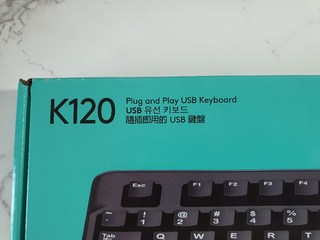 K120
Plug and Play USB Keyboard
USB 유선 키보드
隨插即用的 USB 鍵盤
Esc F1 F2 F3 F4
~ ! @ # $ %
1 2 3 4 5
Tab